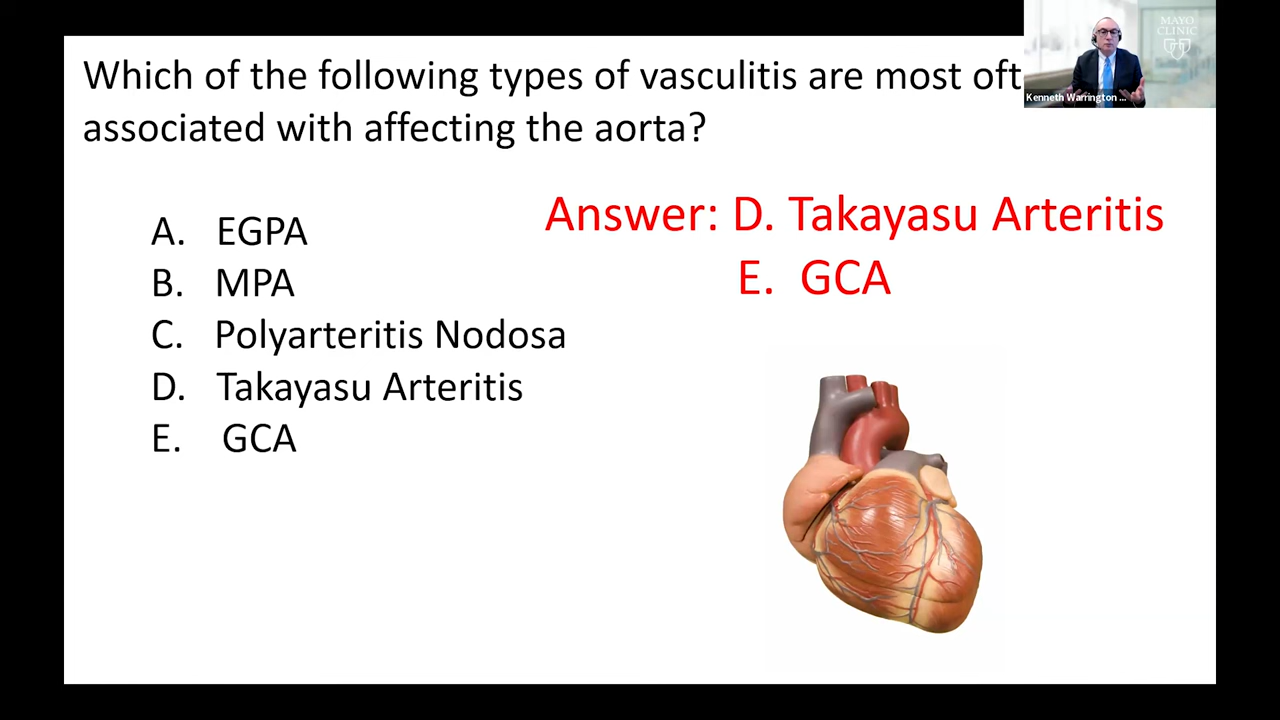 Which of the following types of vasculitis are most oft
associated with affecting the aorta?
MAYO
CLINIC
Kenneth Warrington ...
Answer: D. Takayasu Arteritis
E. GCA
A. EGPA
B. MPA
C. Polyarteritis Nodosa
D. Takayasu Arteritis
E. GCA